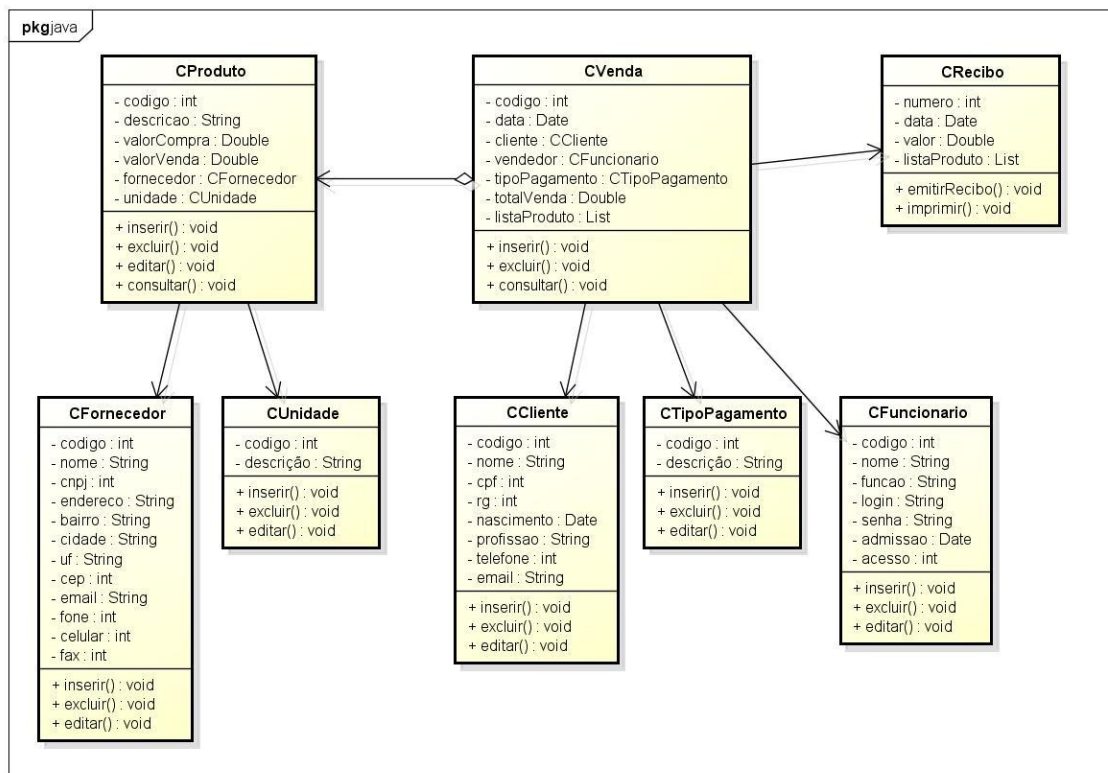 pkg java
CProduto
- codigo : int
- descricao : String
- valorCompra : Double
- valorVenda : Double
- fornecedor : CFornecedor
- unidade : CUnidade
+ inserir() : void
+ excluir() : void
+ editar() : void
+ consultar() : void
CVenda
- codigo : int
- data : Date
- cliente : CCliente
- vendedor : CFuncionario
- tipoPagamento : CTipoPagamento
- totalVenda : Double
- listaProduto : List
+ inserir() : void
+ excluir() : void
+ consultar() : void
CRecibo
- numero : int
- data : Date
- valor : Double
- listaProduto : List
+ emitirRecibo() : void
+ imprimir() : void
CFornecedor
- codigo : int
- nome : String
- cnpj : int
- endereco : String
- bairro : String
- cidade : String
- uf : String
- cep : int
- email : String
- fone : int
- celular : int
- fax : int
+ inserir() : void
+ excluir() : void
+ editar() : void
CUnidade
- codigo : int
- descrição : String
+ inserir() : void
+ excluir() : void
+ editar() : void
CCliente
- codigo : int
- nome : String
- cpf : int
- rg : int
- nascimento : Date
- profissao : String
- telefone : int
- email : String
+ inserir() : void
+ excluir() : void
+ editar() : void
CTipoPagamento
- codigo : int
- descrição : String
+ inserir() : void
+ excluir() : void
+ editar() : void
CFuncionario
- codigo : int
- nome : String
- funcao : String
- login : String
- senha : String
- admissao : Date
- acesso : int
+ inserir() : void
+ excluir() : void
+ editar() : void